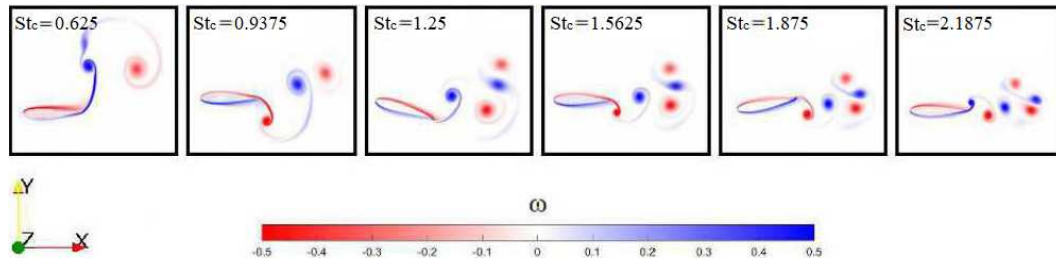 Stc=0.625
Stc=0.9375
Stc=1.25
Stc=1.5625
Stc=1.875
Stc=2.1875
Y
Z
X
ω
-0.5 -0.4 -0.3 -0.2 -0.1 0 0.1 0.2 0.3 0.4 0.5